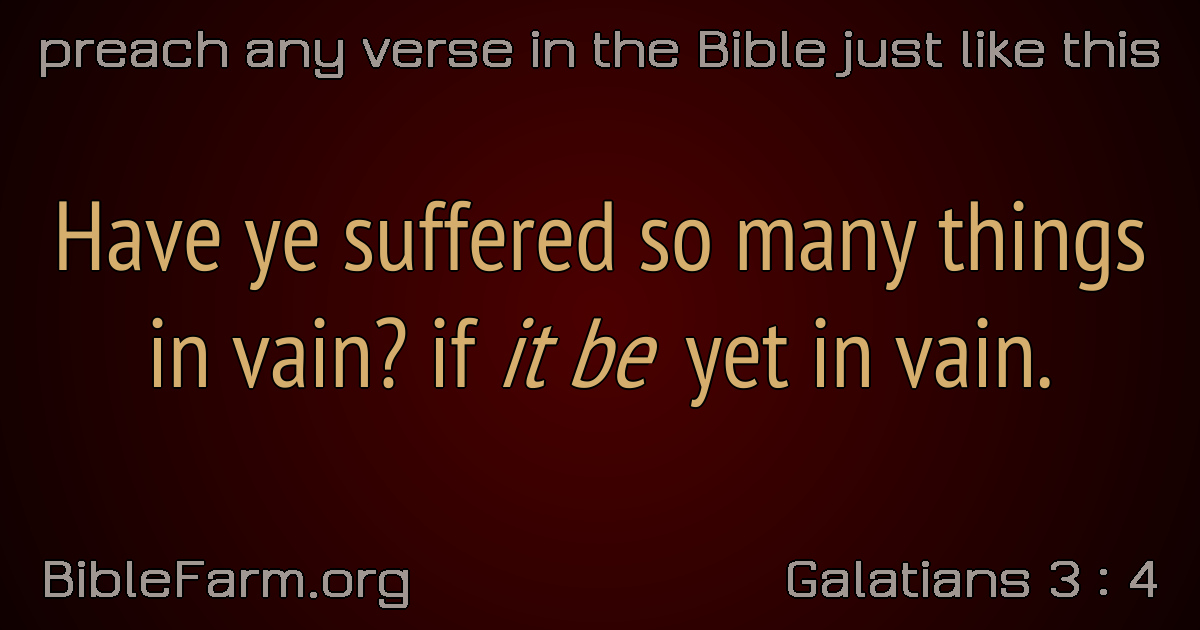 preach any verse in the Bible just like this
Have ye suffered so many things
in vain? if it be yet in vain.
BibleFarm.org
Galatians 3 : 4